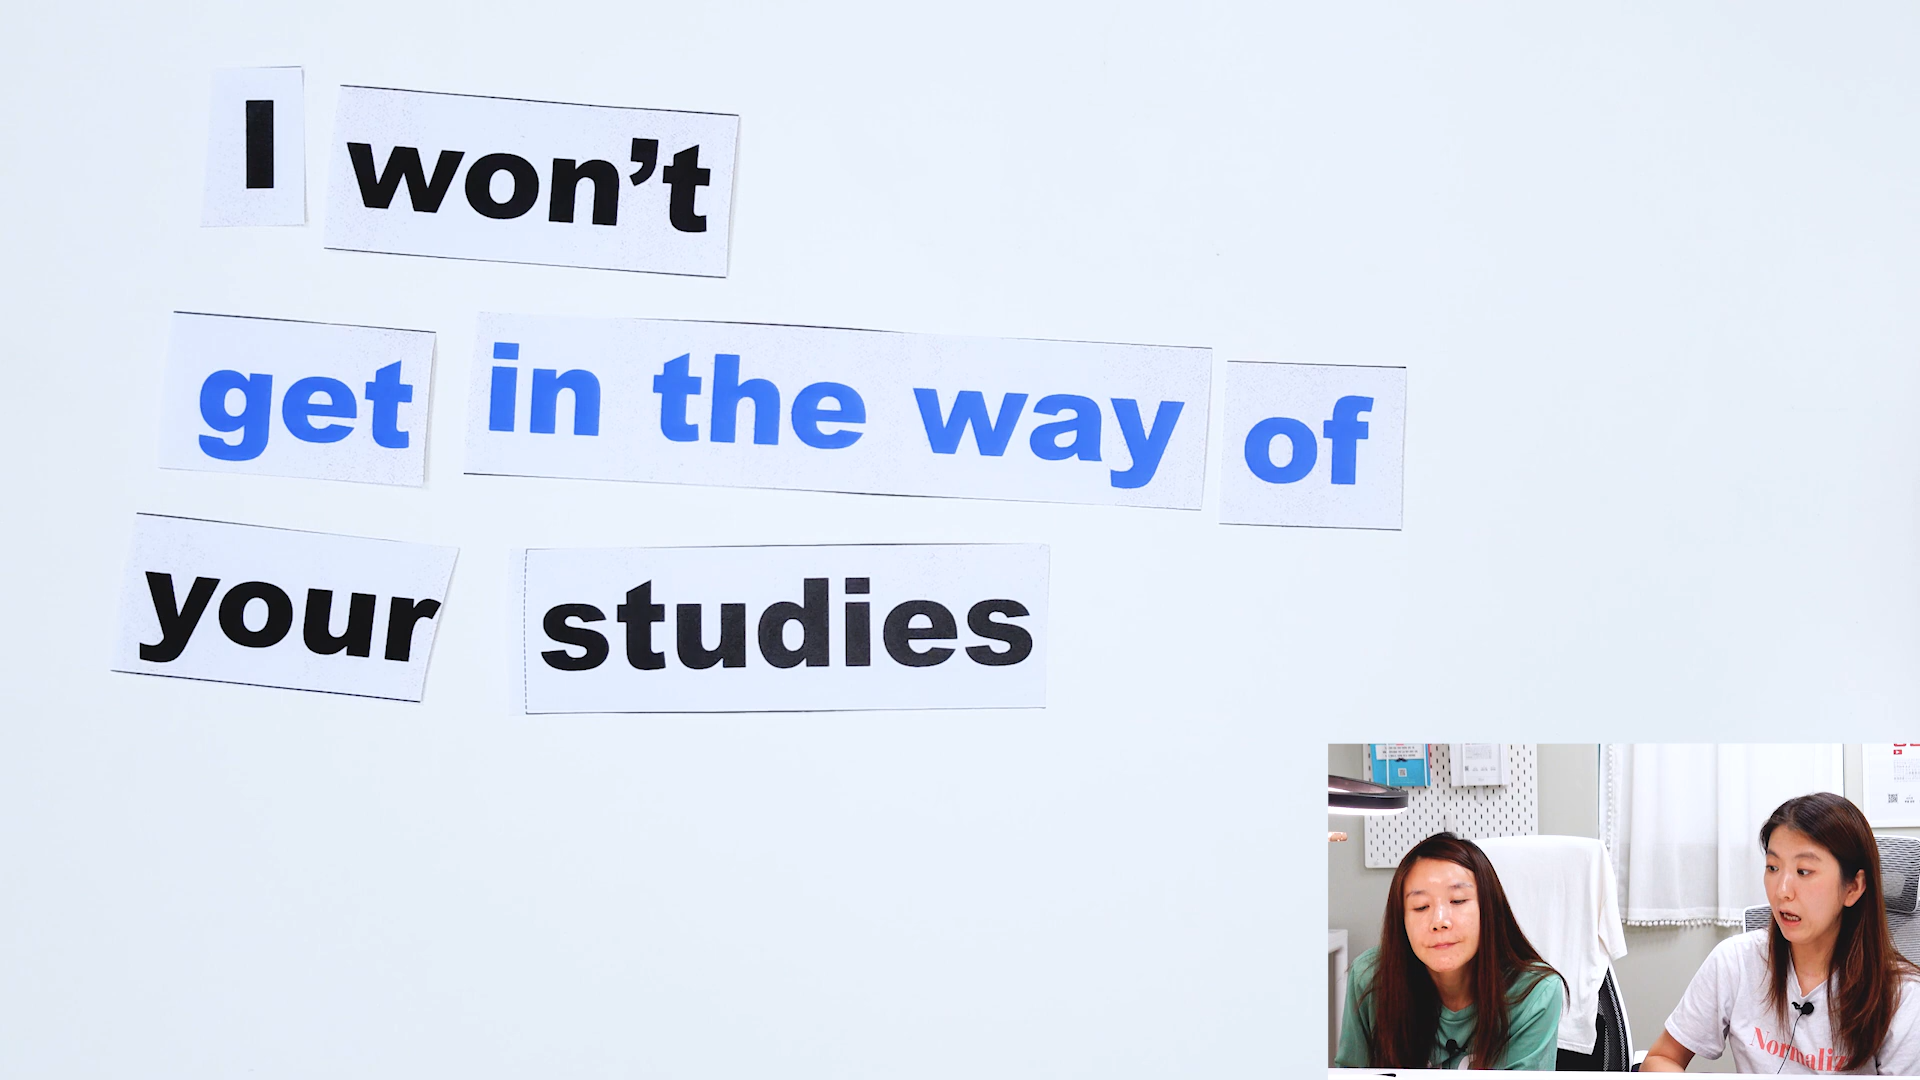 I won’t
get in the way of
your studies